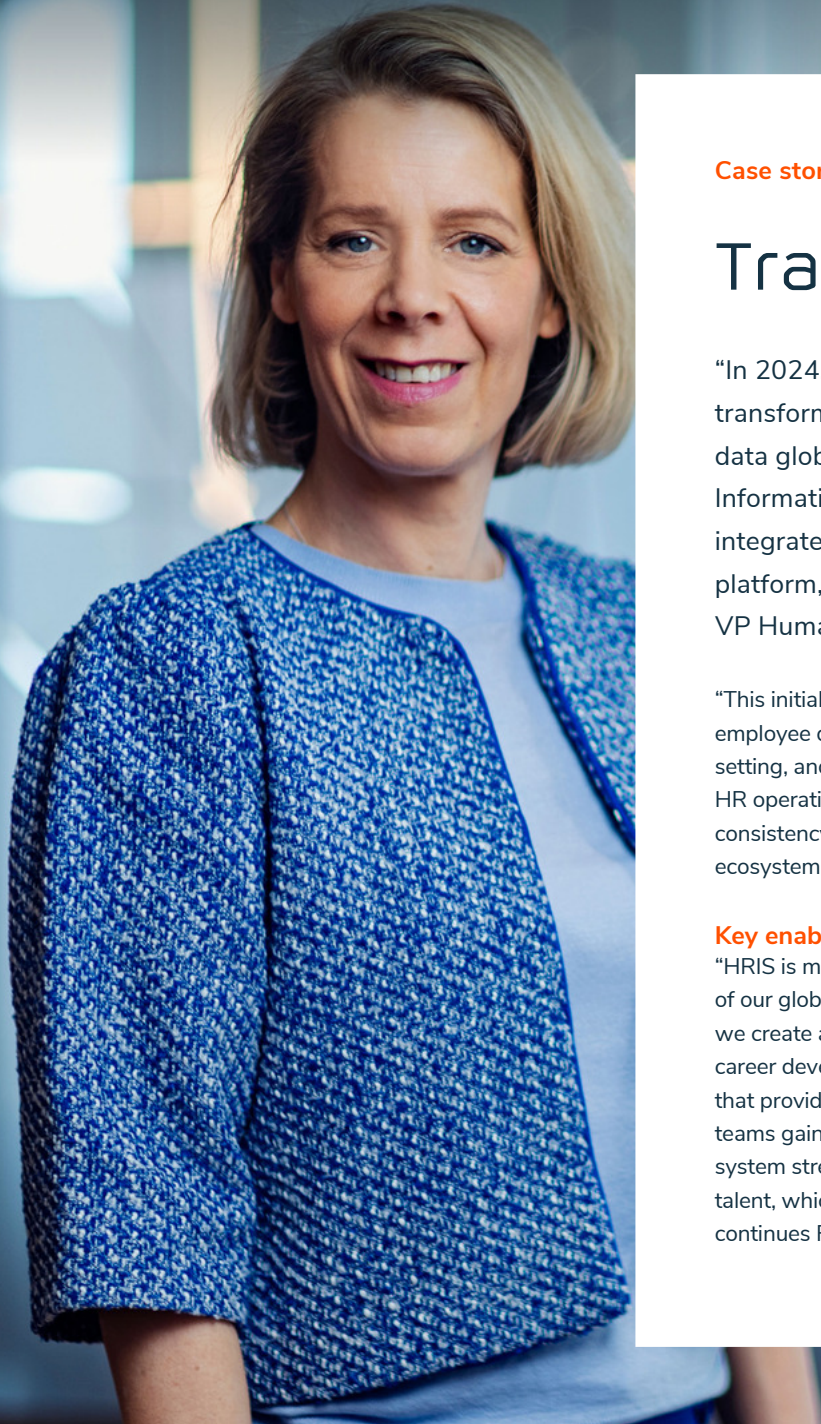 Case stor
Tra
“In 2024
transform
data glob
Informati
integrate
platform,
VP Huma
“This initial
employee c
setting, and
HR operati
consistency
ecosystem
Key enab
“HRIS is m
of our glob
we create a
career deve
that provid
teams gain
system stre
talent, whic
continues